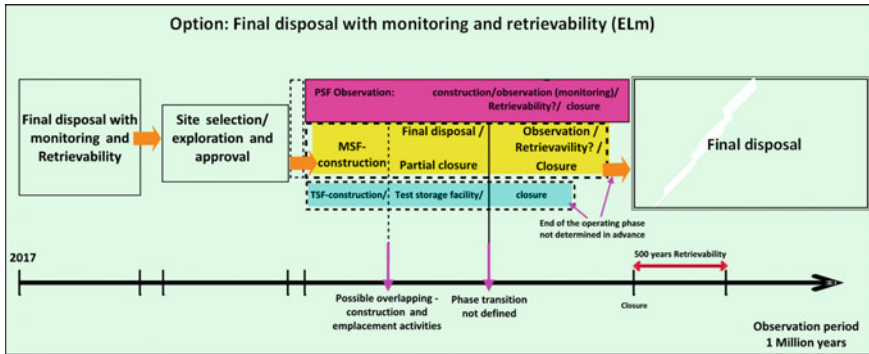 Option: Final disposal with monitoring and retrievability (ELm)
Final disposal with
monitoring and
Retrievability
Site selection/
exploration and
approval
PSF Observation: construction/observation (monitoring)/
Retrievability?/ closure
MSF-
construction
Final disposal /
Partial closure
Observation /
Retrievavility? /
Closure
TSF-construction/ Test storage facility/ closure
Final disposal
End of the operating phase
not determined in advance
2017
500 years Retrievability
Possible overlapping -
construction and
emplacement activities
Phase transition
not defined
Closure
Observation period
1 Million years